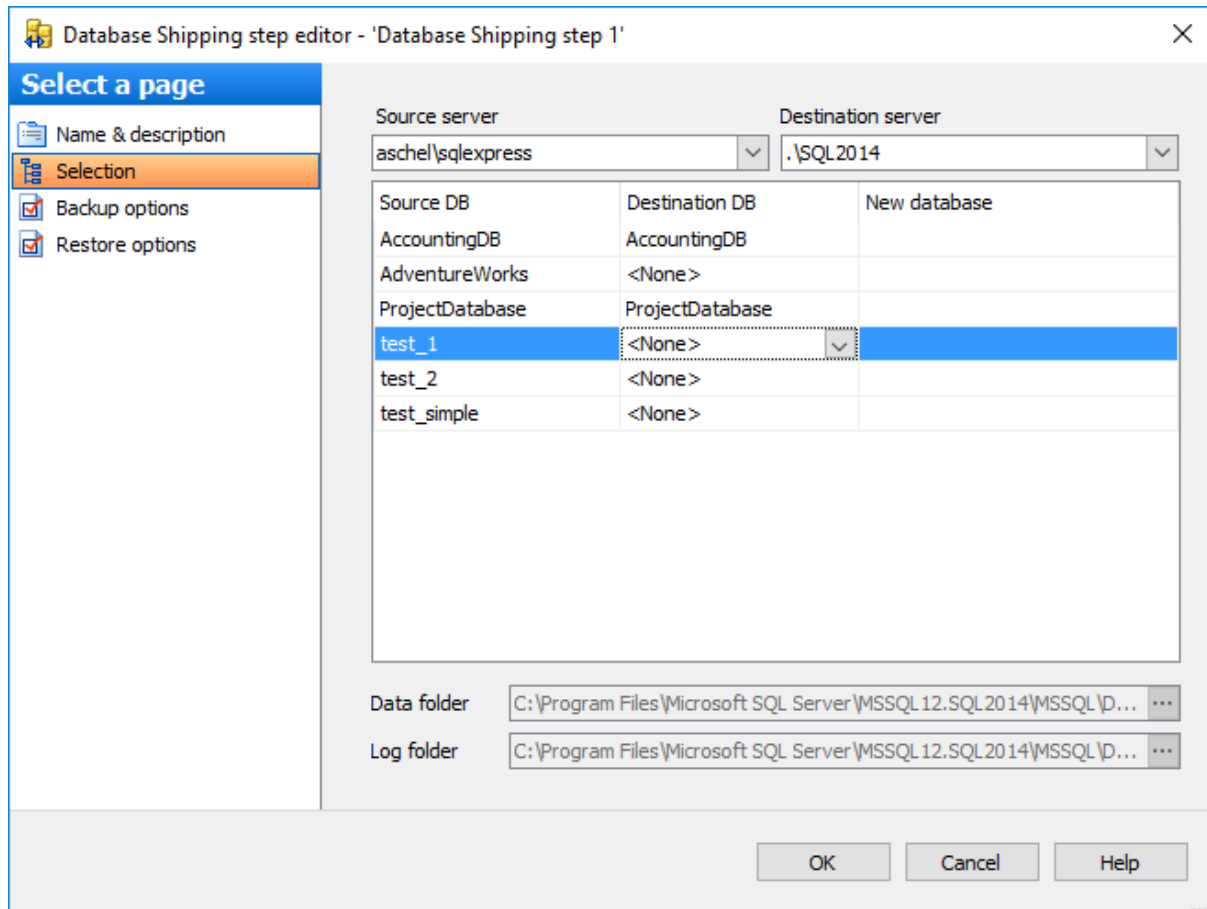 Database Shipping step editor - 'Database Shipping step 1'
Select a page
Name & description
Selection
Backup options
Restore options
Source server Destination server
aschel\sqlexpress .\SQL2014
Source DB Destination DB New database
AccountingDB AccountingDB
AdventureWorks <None>
ProjectDatabase ProjectDatabase
test_1 <None>
test_2 <None>
test_simple <None>
Data folder C:\Program Files\Microsoft SQL Server\MSSQL12.SQL2014\MSSQL\D... ...
Log folder C:\Program Files\Microsoft SQL Server\MSSQL12.SQL2014\MSSQL\D... ...
OK Cancel Help